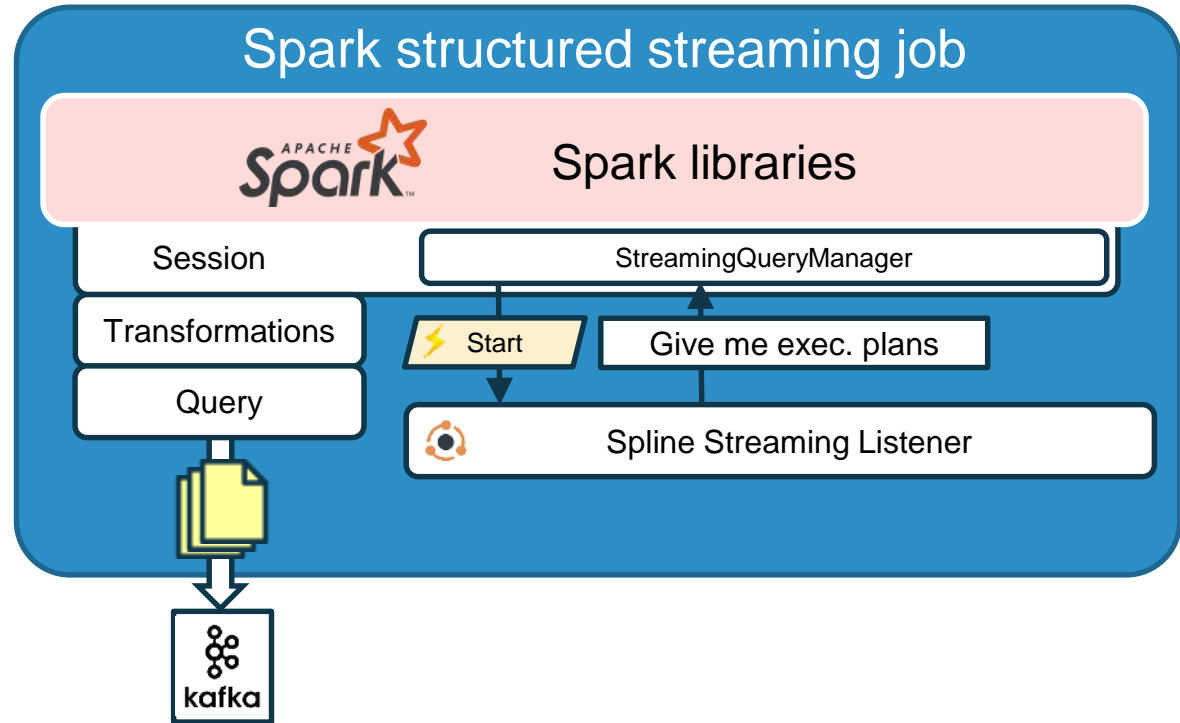 Spark structured streaming job
APACHE
Spark™
Spark libraries
Session
StreamingQueryManager
Transformations
Start
Give me exec. plans
Query
Spline Streaming Listener
kafka